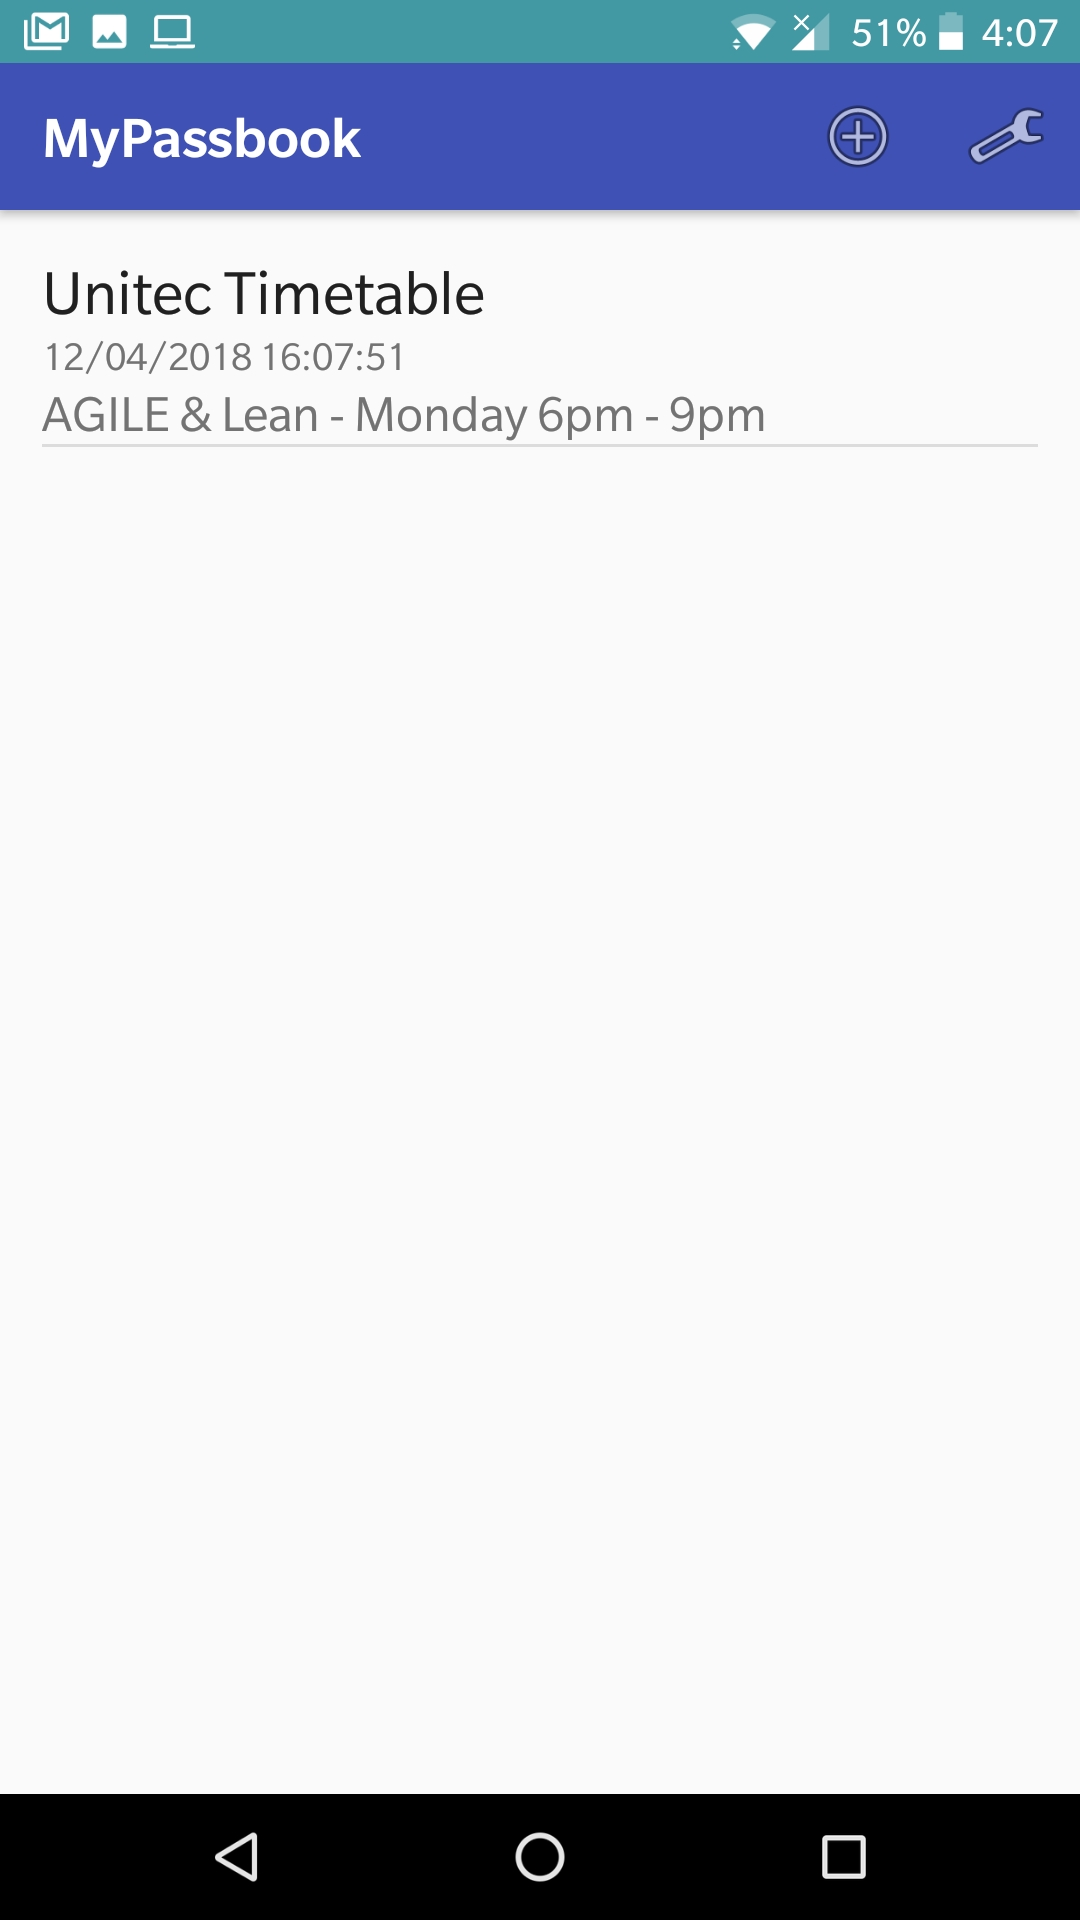 51% 4:07
MyPassbook
Unitec Timetable
12/04/2018 16:07:51
AGILE & Lean - Monday 6pm - 9pm